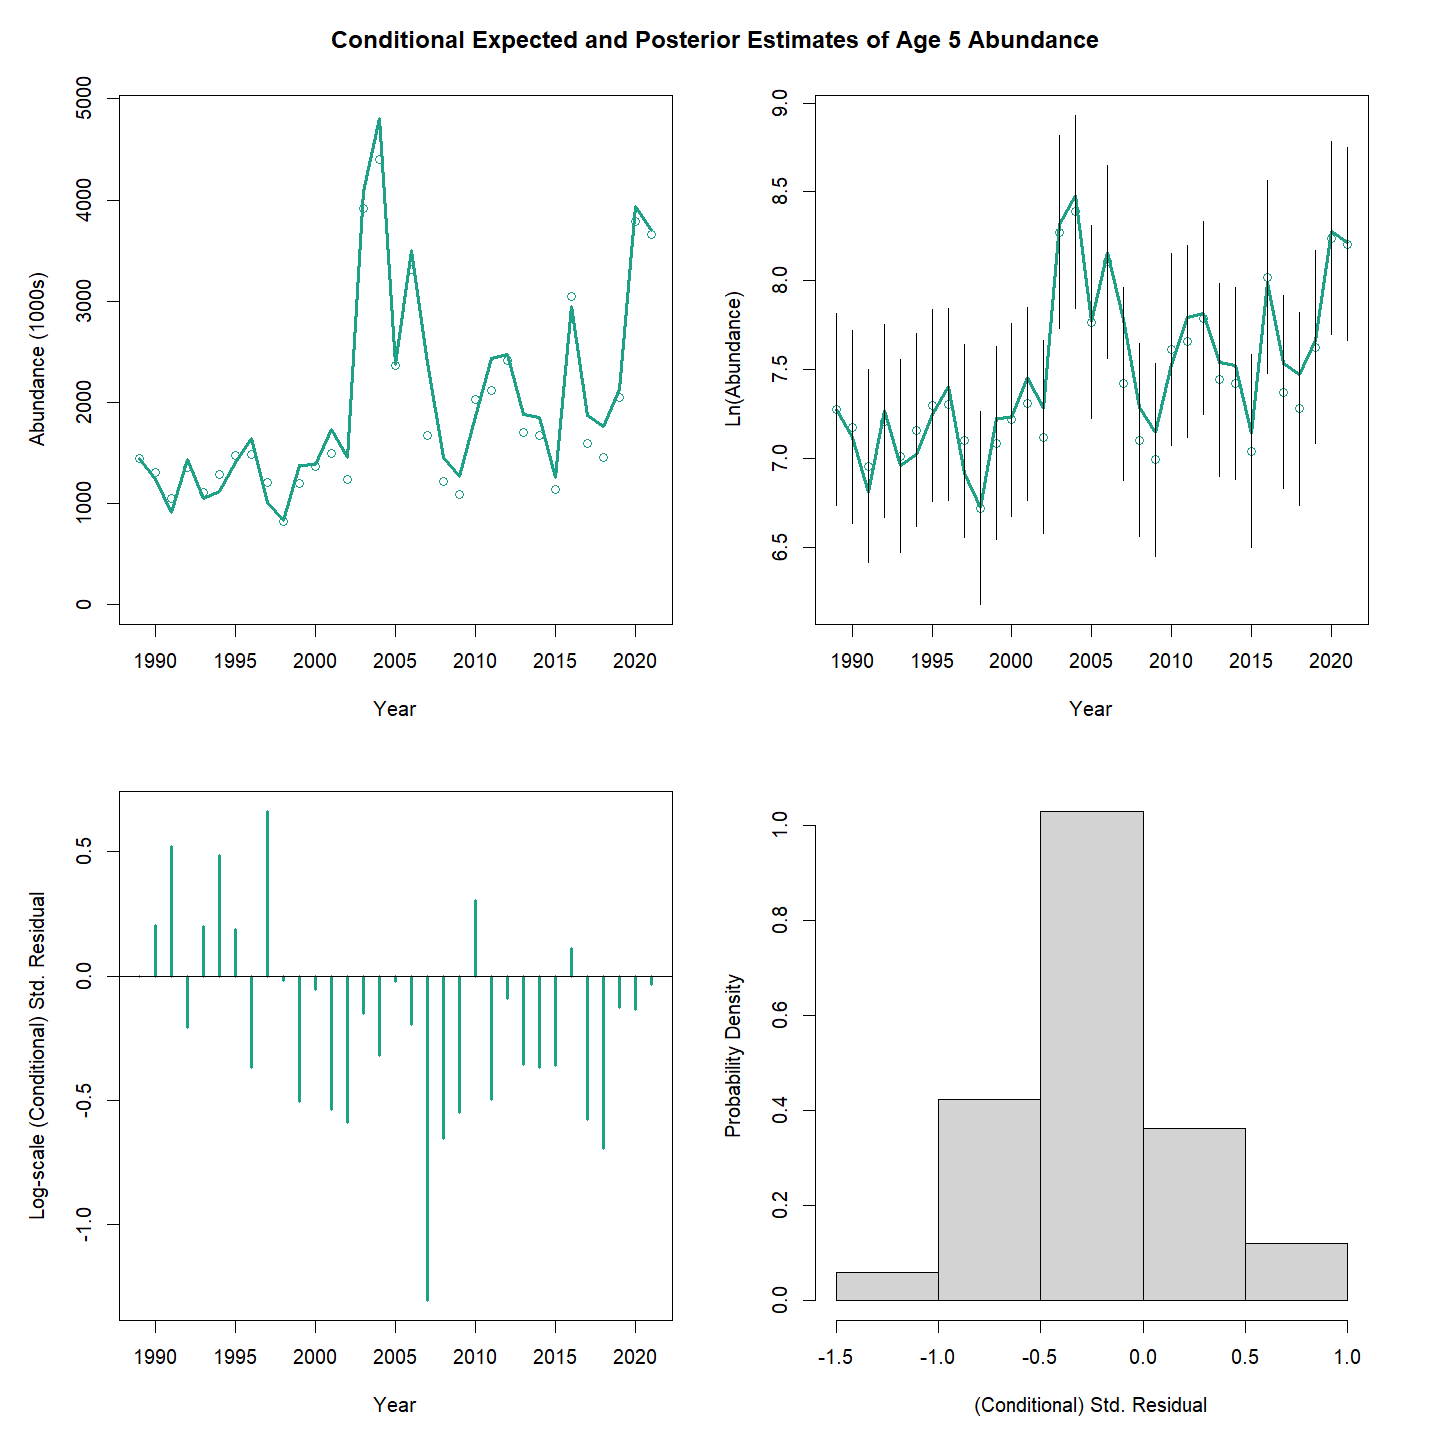 Conditional Expected and Posterior Estimates of Age 5 Abundance
Abundance (1000s)
5000
4000
3000
2000
1000
0
1990 1995 2000 2005 2010 2015 2020
Year
Ln(Abundance)
9.0
8.5
8.0
7.5
7.0
6.5
1990 1995 2000 2005 2010 2015 2020
Year
Log-scale (Conditional) Std. Residual
0.5
0.0
-0.5
-1.0
1990 1995 2000 2005 2010 2015 2020
Year
Probability Density
1.0
0.8
0.6
0.4
0.2
0.0
-1.5 -1.0 -0.5 0.0 0.5 1.0
(Conditional) Std. Residual